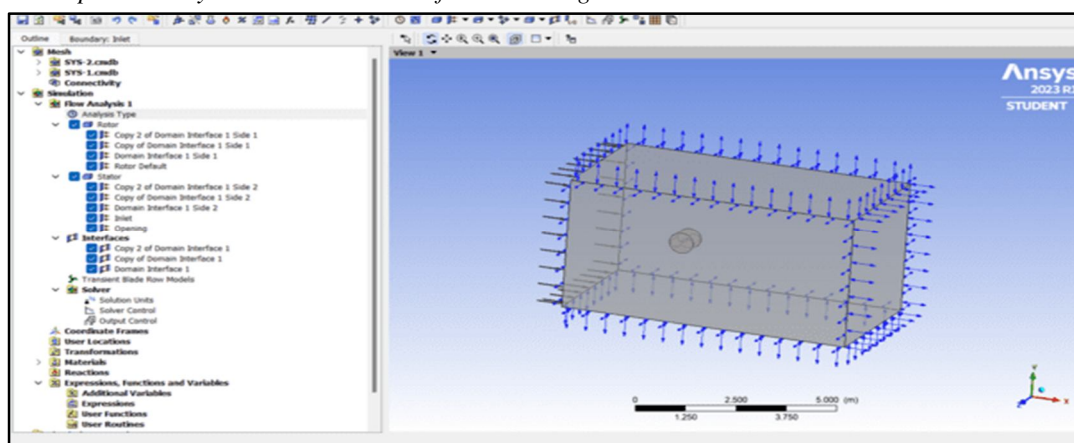 Outline
Boundary: Inlet
Mesh
SYS-2.cmdb
SYS-1.cmdb
Connectivity
Simulation
Flow Analysis 1
Analysis Type
Rotor
Copy 2 of Domain Interface 1 Side 1
Copy of Domain Interface 1 Side 1
Domain Interface 1 Side 1
Rotor Default
Stator
Copy 2 of Domain Interface 1 Side 2
Copy of Domain Interface 1 Side 2
Domain Interface 1 Side 2
Inlet
Opening
Interfaces
Copy 2 of Domain Interface 1
Copy of Domain Interface 1
Domain Interface 1
Transient Blade Row Models
Solver
Solution Units
Solver Control
Output Control
Coordinate Frames
User Locations
Transformations
Materials
Reactions
Expressions, Functions and Variables
Additional Variables
Expressions
User Functions
User Routines
View 1
Ansys
2023 R1
STUDENT
0 2.500 5.000 (m)
1.250 3.750
Y
X
Z